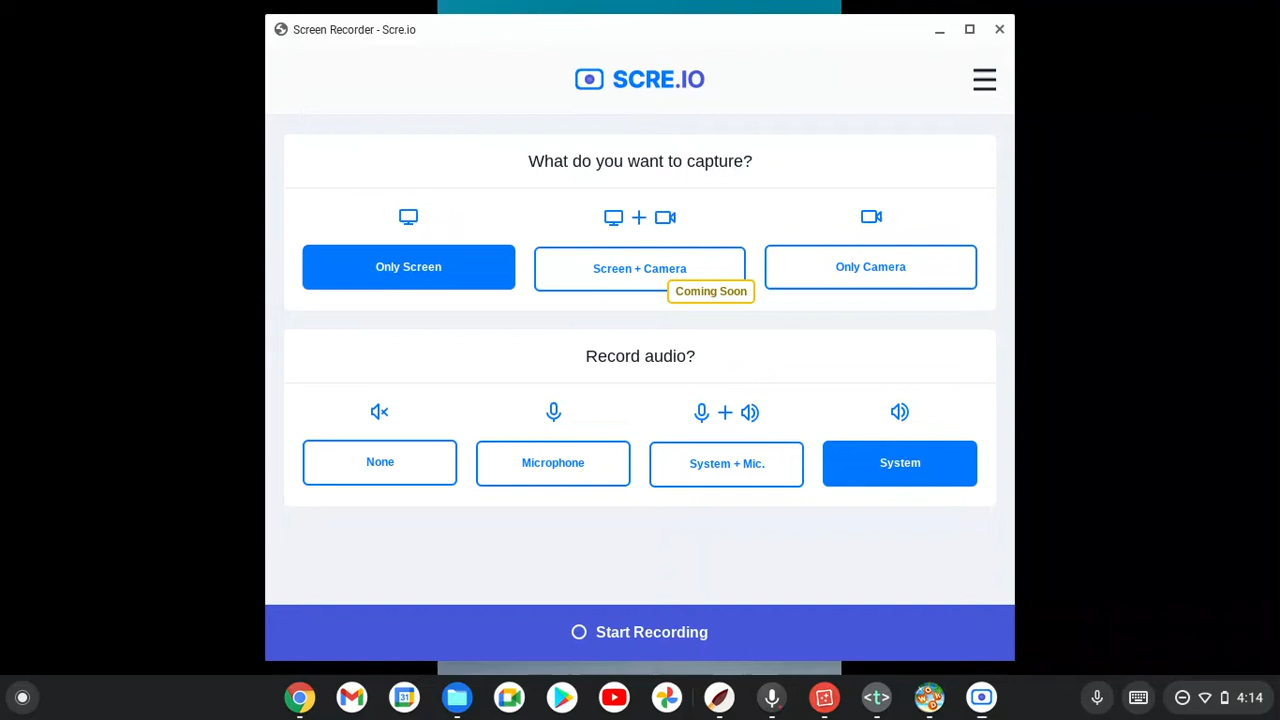 Screen Recorder - Scre.io
SCRE.IO
What do you want to capture?
Only Screen
Screen + Camera
Only Camera
Coming Soon
Record audio?
None
Microphone
System + Mic.
System
Start Recording
31
<t>
4:14